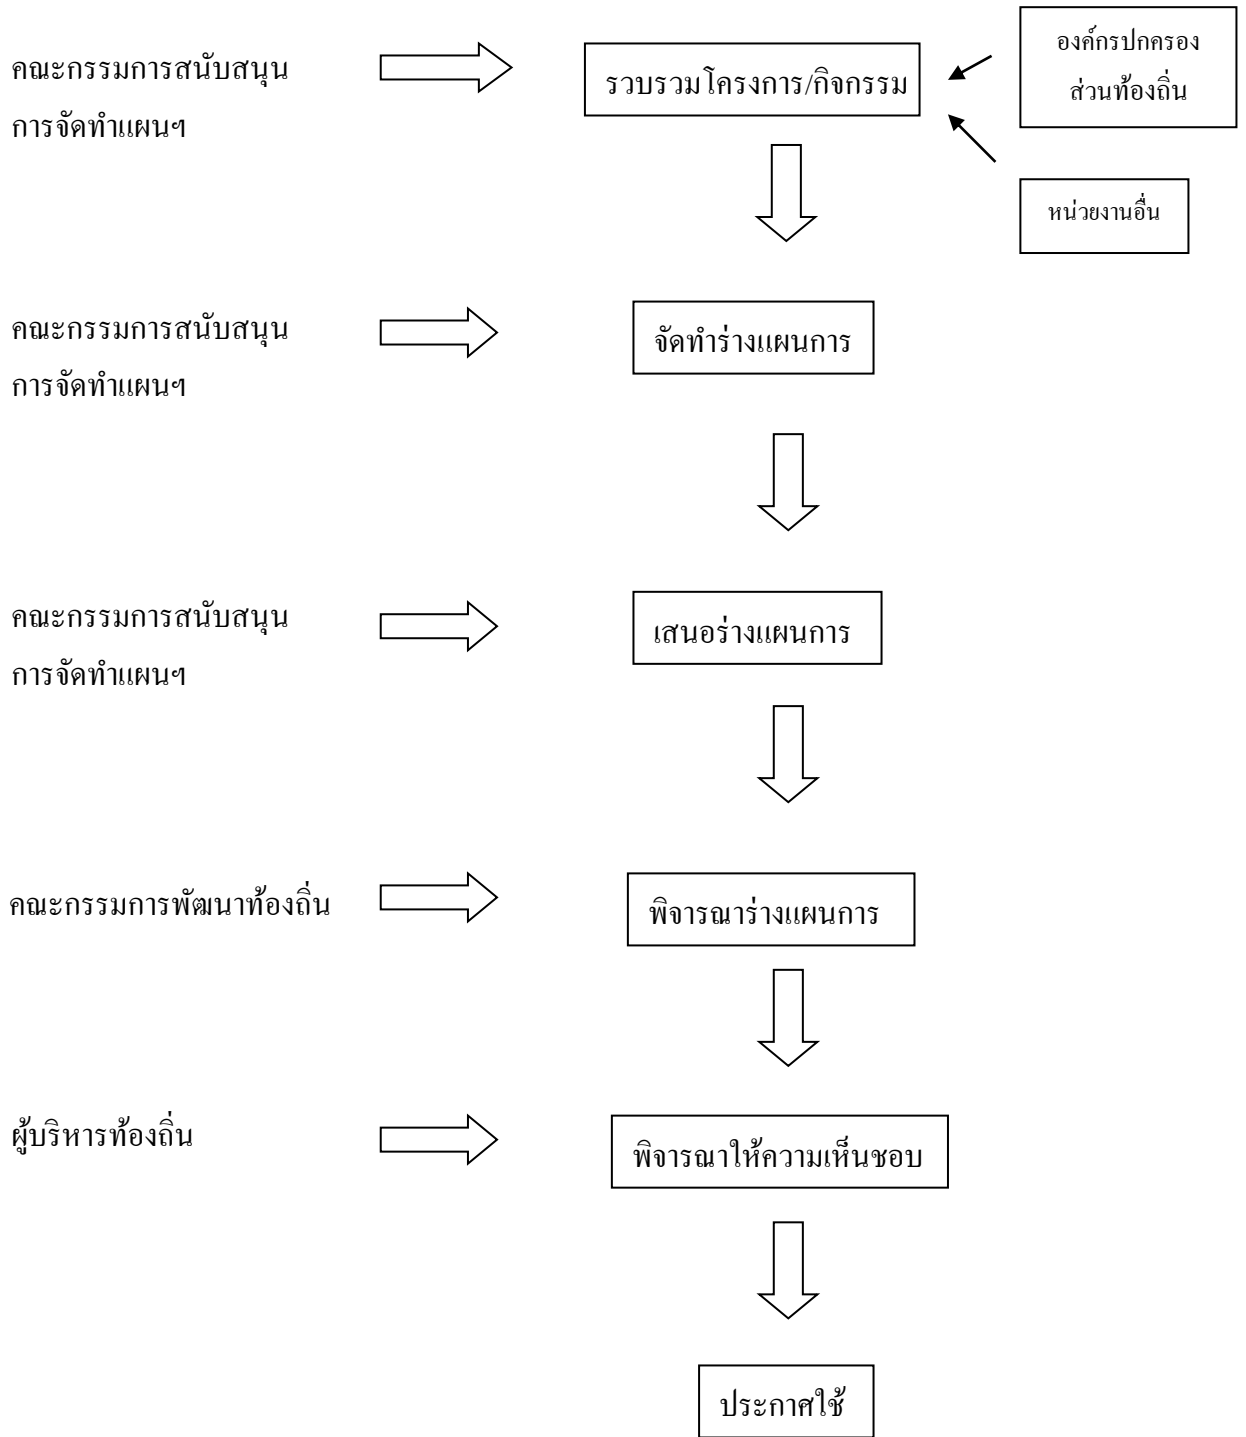 คณะกรรมการสนับสนุน
การจัดทำแผนฯ
รวบรวมโครงการ/กิจกรรม
องค์กรปกครอง
ส่วนท้องถิ่น
หน่วยงานอื่น
คณะกรรมการสนับสนุน
การจัดทำแผนฯ
จัดทำร่างแผนการ
คณะกรรมการสนับสนุน
การจัดทำแผนฯ
เสนอร่างแผนการ
คณะกรรมการพัฒนาท้องถิ่น
พิจารณาร่างแผนการ
ผู้บริหารท้องถิ่น
พิจารณาให้ความเห็นชอบ
ประกาศใช้